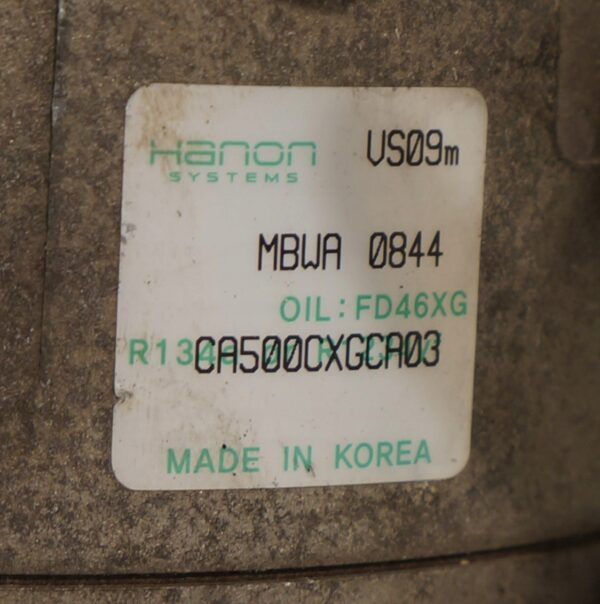 Hanon VS09m
SYSTEMS
MBWA 0844
OIL:FD46XG
CA500CXGCA03
MADE IN KOREA